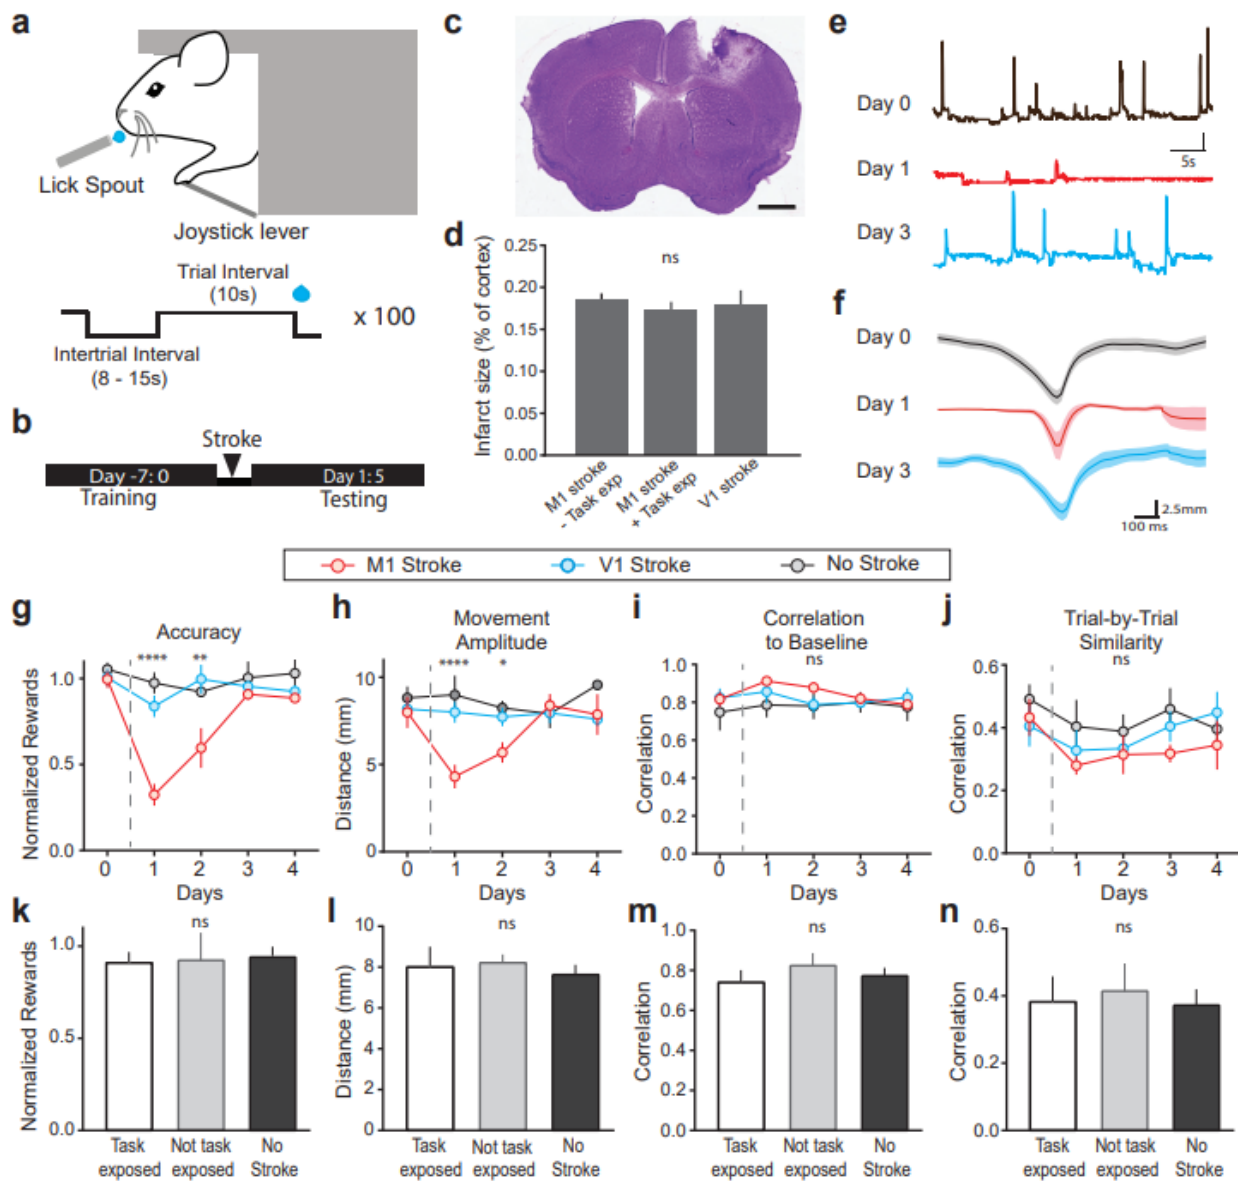 a
Lick Spout
Joystick lever
Trial Interval
(10s)
x 100
Intertrial Interval
(8 - 15s)
b
Stroke
Day -7: 0
Day 1: 5
Training
Testing
c
d
ns
Infarct size (% of cortex)
0.25
0.20
0.15
0.10
0.05
0.00
M1 stroke
- Task exp
M1 stroke
+ Task exp
V1 stroke
e
Day 0
5s
Day 1
Day 3
f
Day 0
Day 1
Day 3
2.5mm
100 ms
M1 Stroke
V1 Stroke
No Stroke
g
Accuracy
****
**
Normalized Rewards
1.0
0.5
0.0
0 1 2 3 4
Days
h
Movement
Amplitude
****
*
Distance (mm)
10
5
0
0 1 2 3 4
Days
i
Correlation
to Baseline
ns
Correlation
1.0
0.8
0.6
0.4
0.2
0.0
0 1 2 3 4
Days
j
Trial-by-Trial
Similarity
ns
Correlation
0.6
0.4
0.2
0.0
0 1 2 3 4
Days
k
ns
Normalized Rewards
1.0
0.5
0.0
Task
exposed
Not task
exposed
No
Stroke
l
ns
Distance (mm)
10
8
6
4
2
0
Task
exposed
Not task
exposed
No
Stroke
m
ns
Correlation
1.0
0.8
0.6
0.4
0.2
0.0
Task
exposed
Not task
exposed
No
Stroke
n
ns
Correlation
0.6
0.4
0.2
0.0
Task
exposed
Not task
exposed
No
Stroke